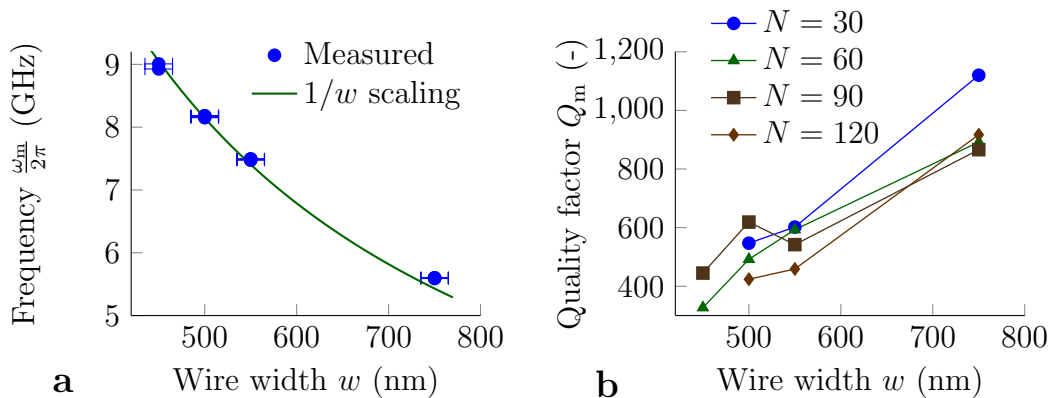 Frequency ωm/2π (GHz)
9
8
7
6
5
Measured
1/w scaling
500 600 700 800
Wire width w (nm)
a
Quality factor Qm (-)
1,200
1,000
800
600
400
N = 30
N = 60
N = 90
N = 120
500 600 700 800
Wire width w (nm)
b